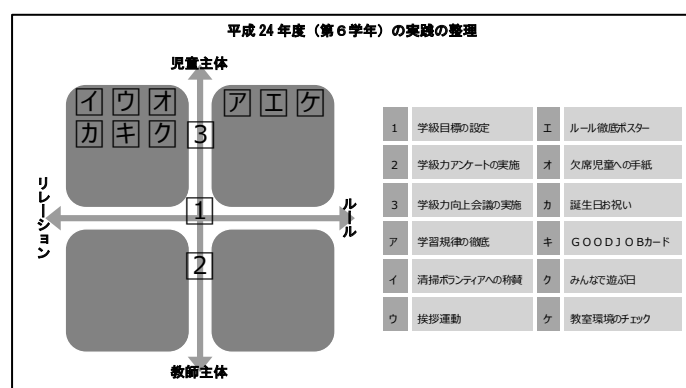 平成24年度（第６学年）の実践の整理
児童主体
イ ウ オ
カ キ ク
ア エ ケ
3
リレーション
1
ルール
2
教師主体
1 学級目標の設定 エ ルール徹底ポスター
2 学級力アンケートの実施 オ 欠席児童への手紙
3 学級力向上会議の実施 カ 誕生日お祝い
ア 学習規律の徹底 キ ＧＯＯＤＪＯＢカード
イ 清掃ボランティアへの称賛 ク みんなで遊ぶ日
ウ 挨拶運動 ケ 教室環境のチェック